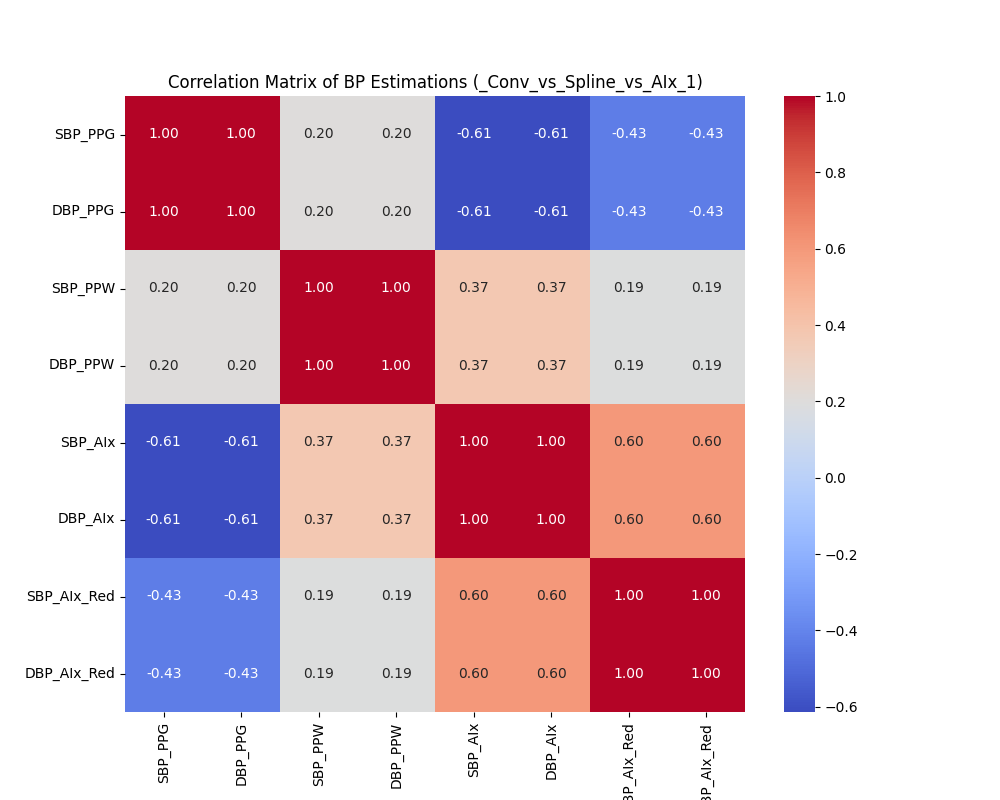 Correlation Matrix of BP Estimations (_Conv_vs_Spline_vs_AIx_1)
SBP_PPG 1.00 1.00 0.20 0.20 -0.61 -0.61 -0.43 -0.43
DBP_PPG 1.00 1.00 0.20 0.20 -0.61 -0.61 -0.43 -0.43
SBP_PPW 0.20 0.20 1.00 1.00 0.37 0.37 0.19 0.19
DBP_PPW 0.20 0.20 1.00 1.00 0.37 0.37 0.19 0.19
SBP_AIx -0.61 -0.61 0.37 0.37 1.00 1.00 0.60 0.60
DBP_AIx -0.61 -0.61 0.37 0.37 1.00 1.00 0.60 0.60
SBP_AIx_Red -0.43 -0.43 0.19 0.19 0.60 0.60 1.00 1.00
DBP_AIx_Red -0.43 -0.43 0.19 0.19 0.60 0.60 1.00 1.00
SBP_PPG
DBP_PPG
SBP_PPW
DBP_PPW
SBP_AIx
DBP_AIx
BP_AIx_Red
BP_AIx_Red
1.0
0.8
0.6
0.4
0.2
0.0
−0.2
−0.4
−0.6